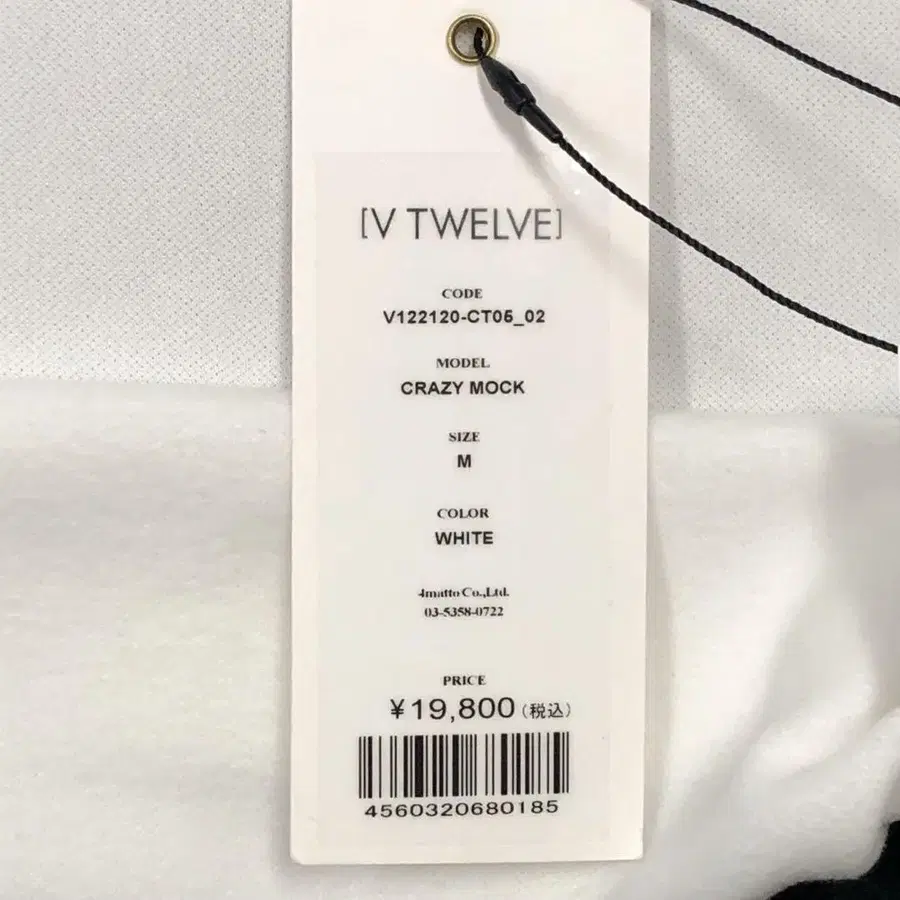 [V TWELVE]
CODE
V122120-CT05_02
MODEL
CRAZY MOCK
SIZE
M
COLOR
WHITE
4matto Co.,Ltd.
03-5358-0722
PRICE
¥19,800(税込)
4560320680185